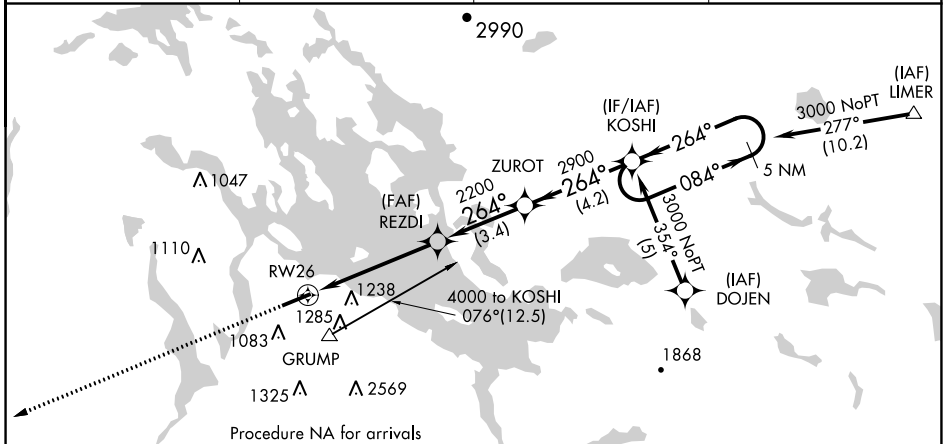 2990
(IAF)
LIMER
3000 NoPT
277°
(10.2)
(IF/IAF)
KOSHI
264°
084°
5 NM
ZUROT
2900
264°
(4.2)
2200
264°
(3.4)
(FAF)
REZDI
3000 NoPT
354°
(5)
(IAF)
DOJEN
1047
1110
RW26
1238
1285
1083
GRUMP
4000 to KOSHI
076°(12.5)
1325
2569
1868
Procedure NA for arrivals